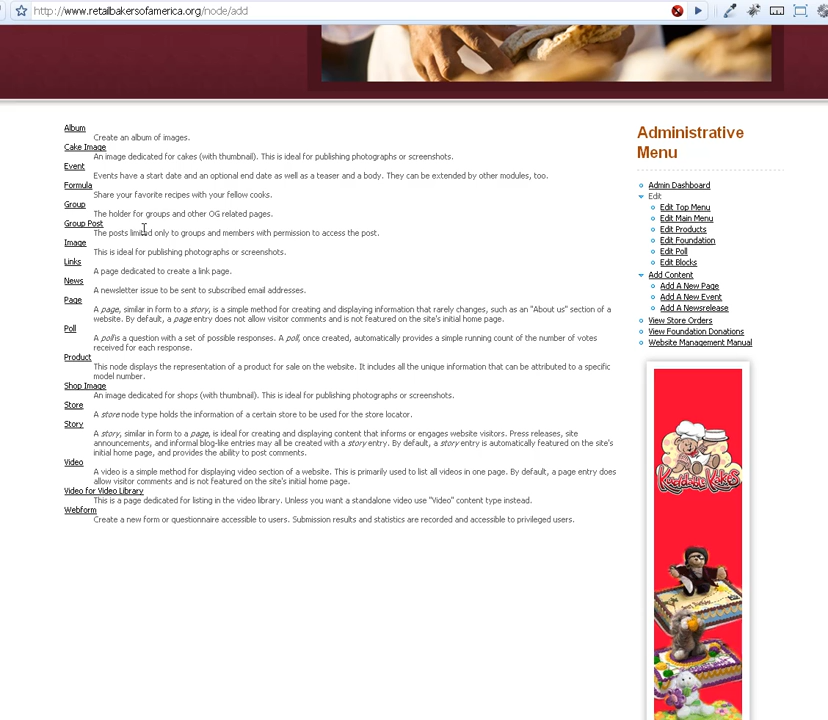 http://www.retailbakersofamerica.org/node/add
Album
Create an album of images.
Cake Image
An image dedicated for cakes (with thumbnail). This is ideal for publishing photographs or screenshots.
Event
Events have a start date and an optional end date as well as a teaser and a body. They can be extended by other modules, too.
Formula
Share your favorite recipes with your fellow cooks.
Group
The holder for groups and other OG related pages.
Group Post
The posts limited only to groups and members with permission to access the post.
Image
This is ideal for publishing photographs or screenshots.
Links
A page dedicated to create a link page.
News
A newsletter issue to be sent to subscribed email addresses.
Page
A page, similar in form to a story, is a simple method for creating and displaying information that rarely changes, such as an "About us" section of a
website. By default, a page entry does not allow visitor comments and is not featured on the site's initial home page.
Poll
A poll is a question with a set of possible responses. A poll, once created, automatically provides a simple running count of the number of votes
received for each response.
Product
This node displays the representation of a product for sale on the website. It includes all the unique information that can be attributed to a specific
model number.
Shop Image
An image dedicated for shops (with thumbnail). This is ideal for publishing photographs or screenshots.
Store
A store node type holds the information of a certain store to be used for the store locator.
Story
A story, similar in form to a page, is ideal for creating and displaying content that informs or engages website visitors. Press releases, site
announcements, and informal blog-like entries may all be created with a story entry. By default, a story entry is automatically featured on the site's
initial home page, and provides the ability to post comments.
Video
A video is a simple method for displaying video section of a website. This is primarily used to list all videos in one page. By default, a page entry does
allow visitor comments and is not featured on the site's initial home page.
Video for Video Library
This is a page dedicated for listing in the video library. Unless you want a standalone video use "Video" content type instead.
Webform
Create a new form or questionnaire accessible to users. Submission results and statistics are recorded and accessible to privileged users.
Administrative
Menu
Admin Dashboard
Edit
Edit Top Menu
Edit Main Menu
Edit Products
Edit Foundation
Edit Poll
Edit Blocks
Add Content
Add A New Page
Add A New Event
Add A Newsrelease
View Store Orders
View Foundation Donations
Website Management Manual